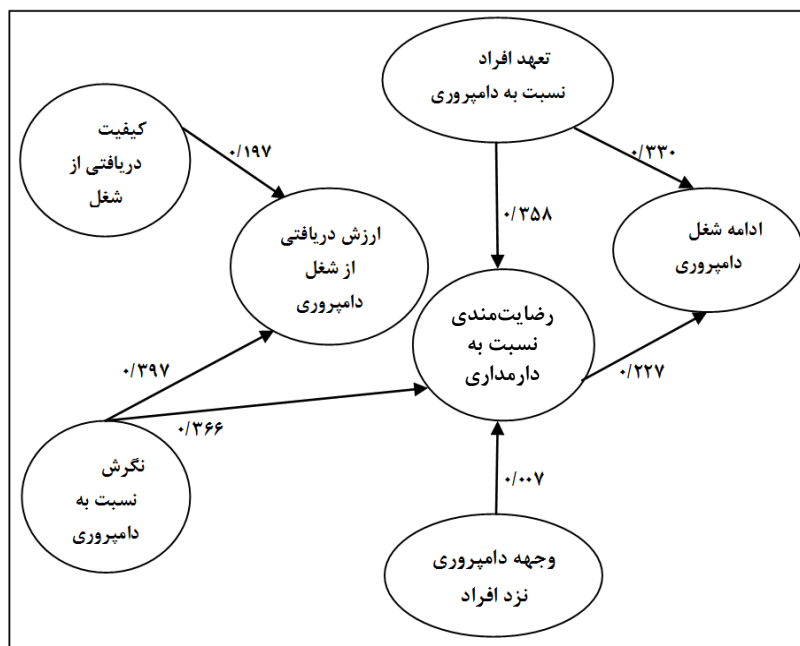 تعهد افراد
نسبت به دامپروری
کیفیت
دریافتی از
شغل
۰/۱۹۷
۰/۳۳۰
۰/۳۵۸
ارزش دریافتی
از شغل
دامپروری
ادامه شغل
دامپروری
رضایت‌مندی
نسبت به
دارمداری
۰/۳۹۷
۰/۳۶۶
۰/۲۲۷
نگرش
نسبت به
دامپروری
۰/۰۰۷
وجهه دامپروری
نزد افراد